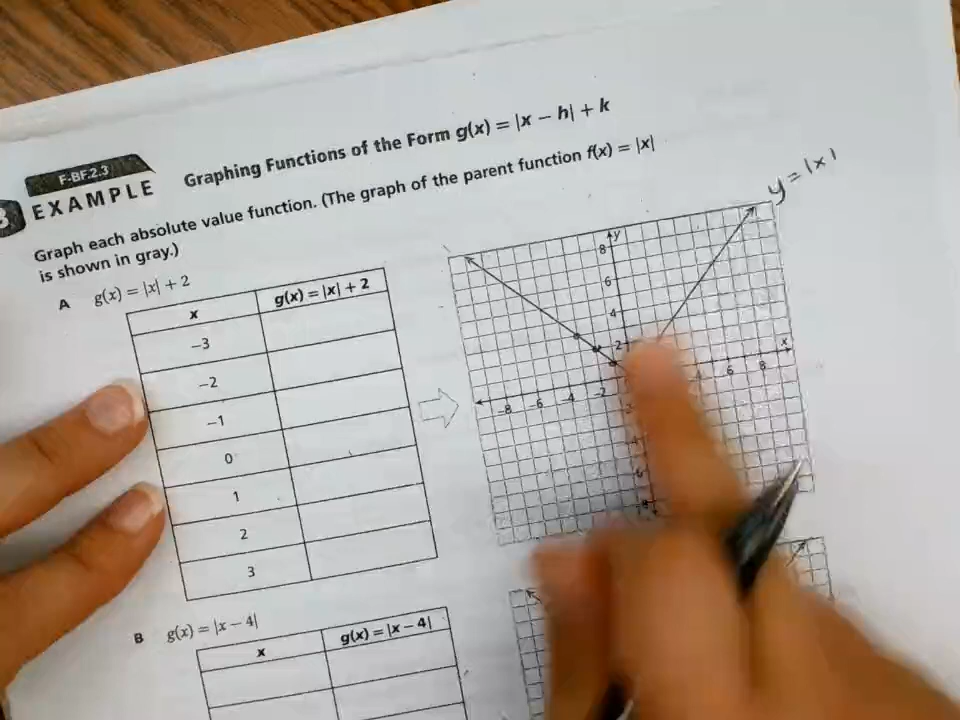 F-BF.2.3
3 EXAMPLE
Graphing Functions of the Form g(x) = |x − h| + k
Graph each absolute value function. (The graph of the parent function f(x) = |x|
is shown in gray.)
y = |x|
A g(x) = |x| + 2
x g(x) = |x| + 2
−3
−2
−1
0
1
2
3
y
8
6
4
2
x
−8 −6 −4 −2 4 6 8
B g(x) = |x − 4|
x g(x) = |x − 4|